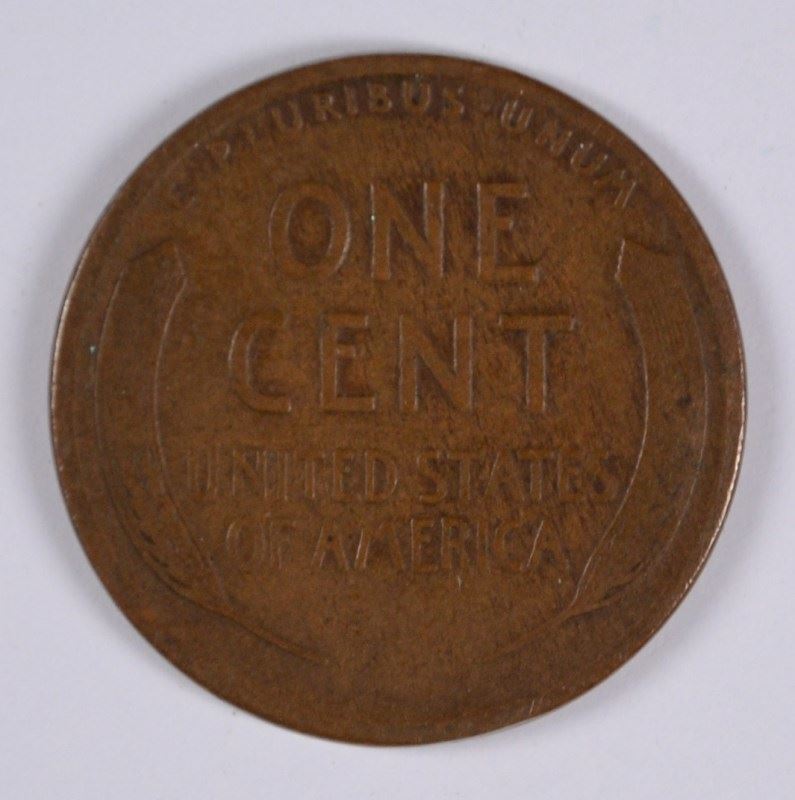 E·PLURIBUS·UNUM
ONE
CENT
UNITED STATES
OF AMERICA